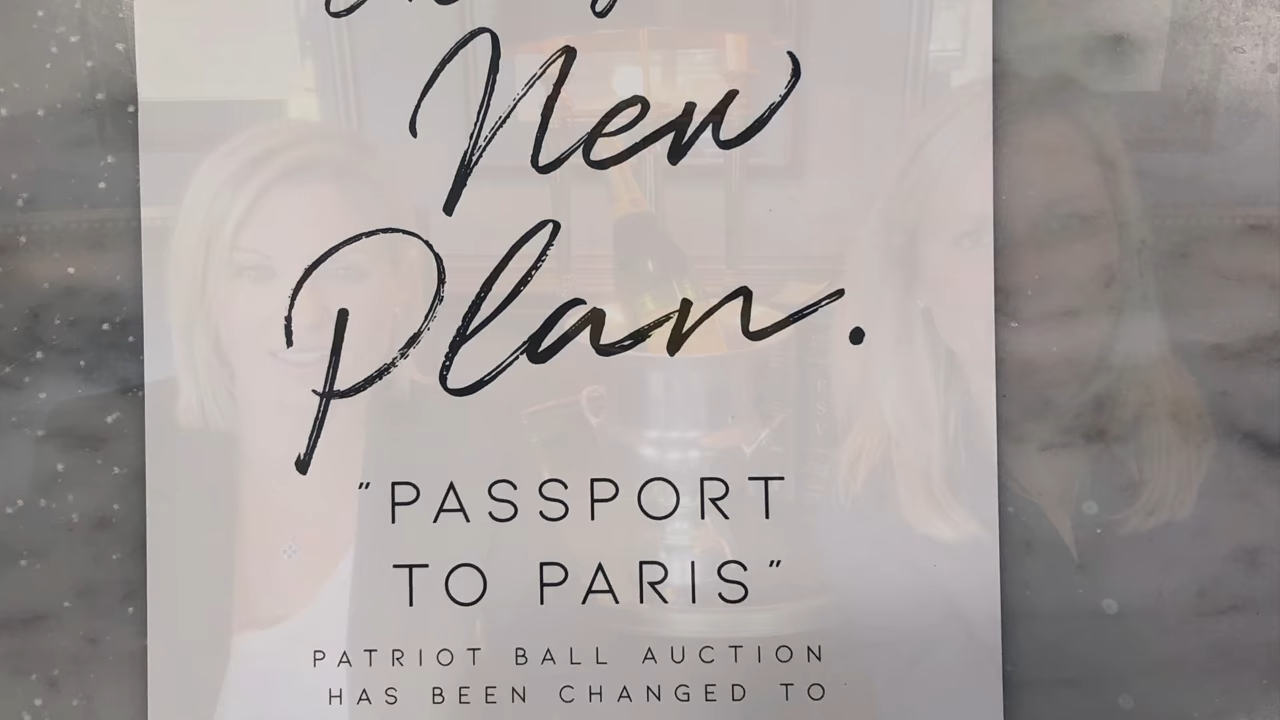 New
Plan.
"PASSPORT
TO PARIS"
PATRIOT BALL AUCTION
HAS BEEN CHANGED TO